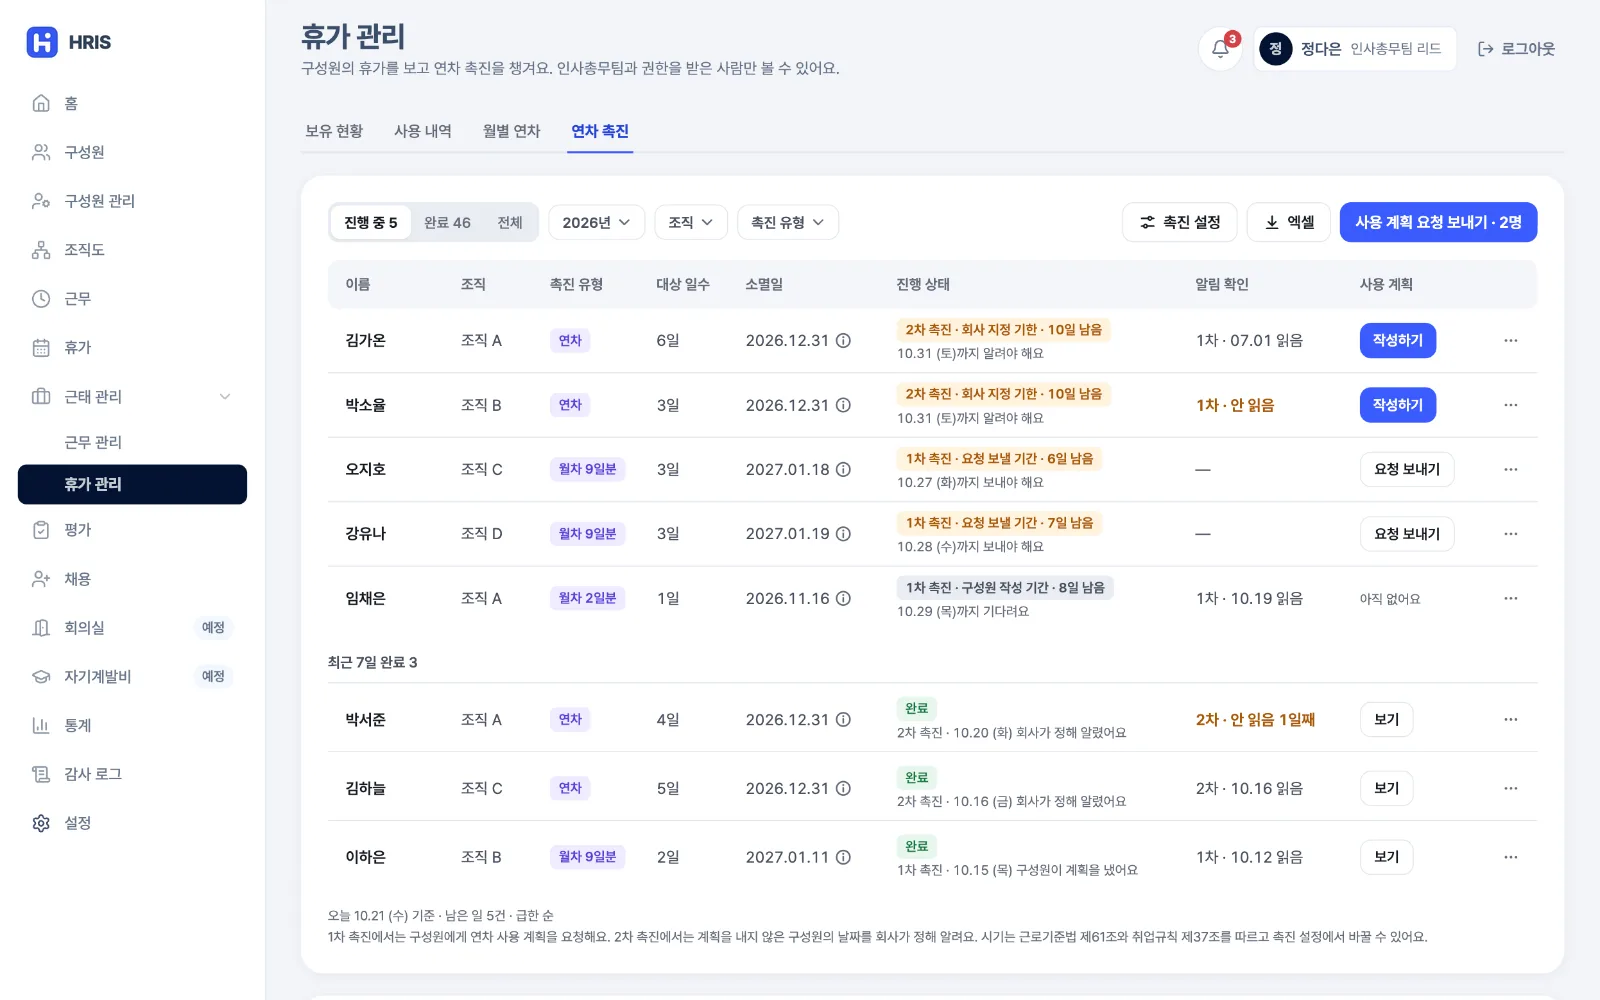 HRIS
홈
구성원
구성원 관리
조직도
근무
휴가
근태 관리
근무 관리
휴가 관리
평가
채용
회의실 예정
자기계발비 예정
통계
감사 로그
설정
휴가 관리
구성원의 휴가를 보고 연차 촉진을 챙겨요. 인사총무팀과 권한을 받은 사람만 볼 수 있어요.
3
정 정다은 인사총무팀 리드
로그아웃
보유 현황 사용 내역 월별 연차 연차 촉진
진행 중 5 완료 46 전체 2026년 조직 촉진 유형 촉진 설정 엑셀 사용 계획 요청 보내기 · 2명
이름 조직 촉진 유형 대상 일수 소멸일 진행 상태 알림 확인 사용 계획
김가온 조직 A 연차 6일 2026.12.31 2차 촉진 · 회사 지정 기한 · 10일 남음 1차 · 07.01 읽음 작성하기
10.31 (토)까지 알려야 해요
박소율 조직 B 연차 3일 2026.12.31 2차 촉진 · 회사 지정 기한 · 10일 남음 1차 · 안 읽음 작성하기
10.31 (토)까지 알려야 해요
오지호 조직 C 월차 9일분 3일 2027.01.18 1차 촉진 · 요청 보낼 기간 · 6일 남음 — 요청 보내기
10.27 (화)까지 보내야 해요
강유나 조직 D 월차 9일분 3일 2027.01.19 1차 촉진 · 요청 보낼 기간 · 7일 남음 — 요청 보내기
10.28 (수)까지 보내야 해요
임채은 조직 A 월차 2일분 1일 2026.11.16 1차 촉진 · 구성원 작성 기간 · 8일 남음 1차 · 10.19 읽음 아직 없어요
10.29 (목)까지 기다려요
최근 7일 완료 3
박서준 조직 A 연차 4일 2026.12.31 완료 2차 · 안 읽음 1일째 보기
2차 촉진 · 10.20 (화) 회사가 정해 알렸어요
김하늘 조직 C 연차 5일 2026.12.31 완료 2차 · 10.16 읽음 보기
2차 촉진 · 10.16 (금) 회사가 정해 알렸어요
이하은 조직 B 월차 9일분 2일 2027.01.11 완료 1차 · 10.12 읽음 보기
1차 촉진 · 10.15 (목) 구성원이 계획을 냈어요
오늘 10.21 (수) 기준 · 남은 일 5건 · 급한 순
1차 촉진에서는 구성원에게 연차 사용 계획을 요청해요. 2차 촉진에서는 계획을 내지 않은 구성원의 날짜를 회사가 정해 알려요. 시기는 근로기준법 제61조와 취업규칙 제37조를 따르고 촉진 설정에서 바꿀 수 있어요.